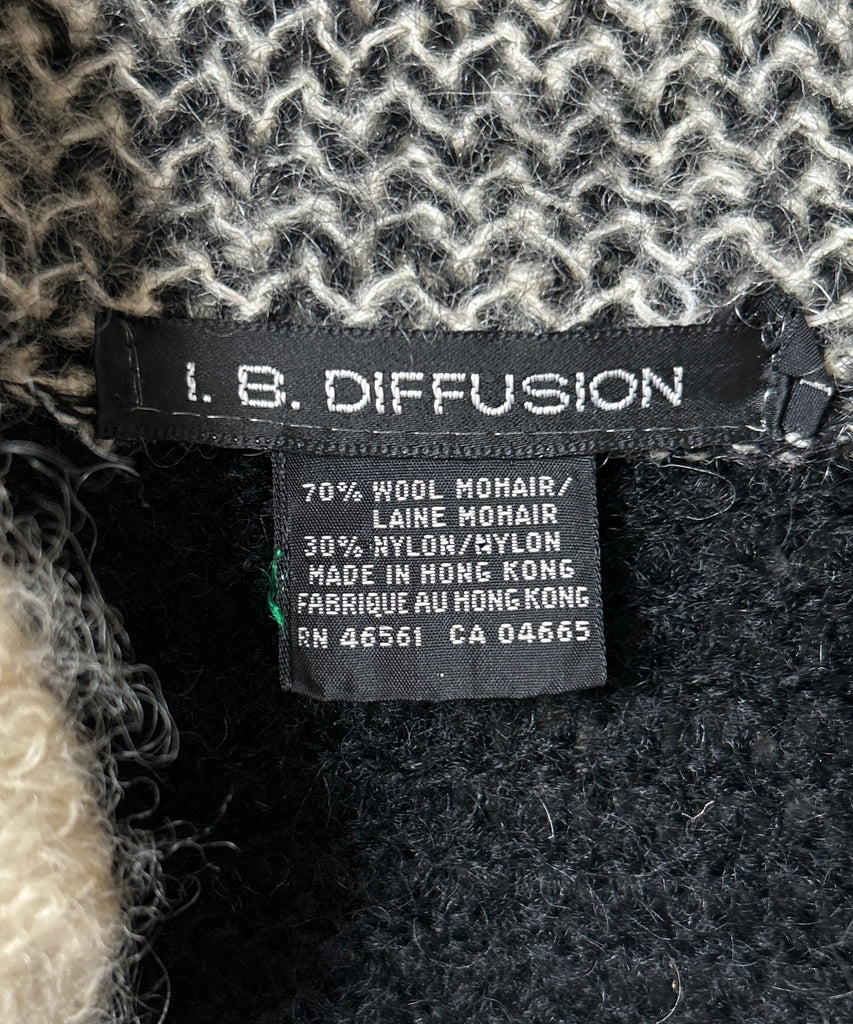 I. B. DIFFUSION
70% WOOL MOHAIR/
LAINE MOHAIR
30% NYLON/NYLON
MADE IN HONG KONG
FABRIQUE AU HONG KONG
RN 46561 CA 04665